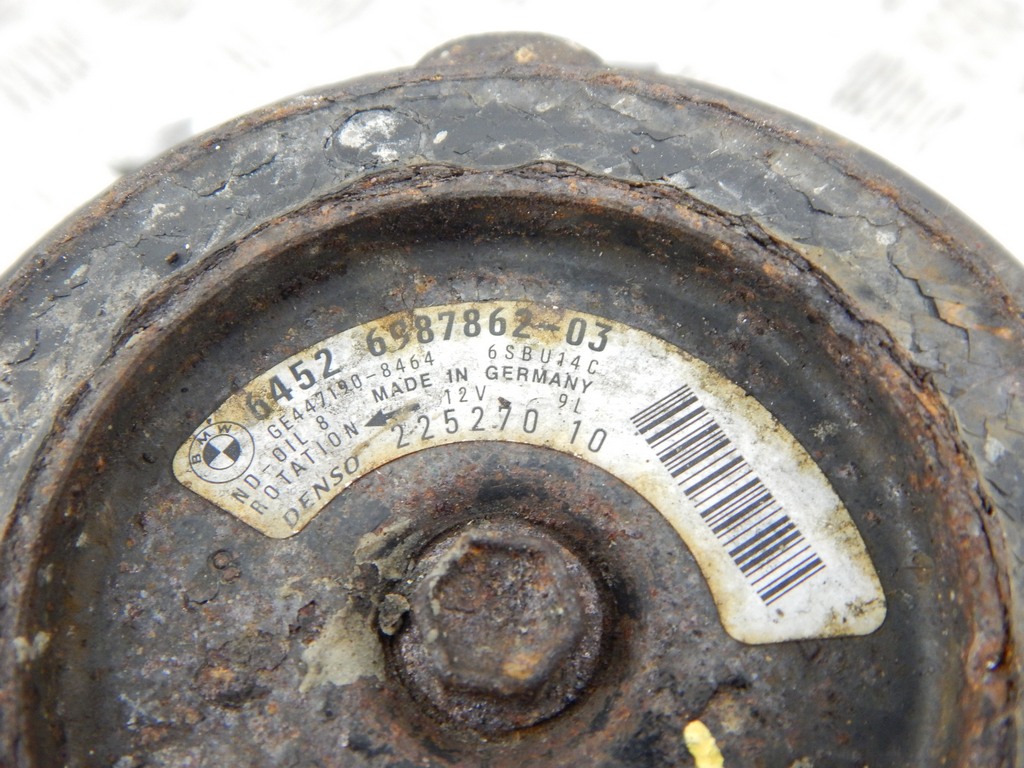 BMW
6452 6987862-03
GE447190-8464 6SBU14C
ND-OIL 8 MADE IN GERMANY
ROTATION 12V 9L
DENSO 225270 10